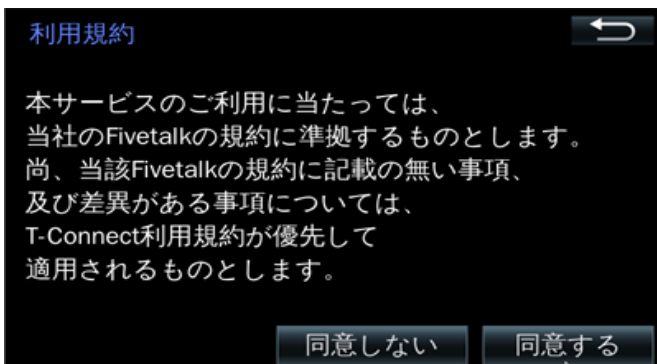 利用規約
本サービスのご利用に当たっては、
当社のFivetalkの規約に準拠するものとします。
尚、当該Fivetalkの規約に記載の無い事項、
及び差異がある事項については、
T-Connect利用規約が優先して
適用されるものとします。
同意しない
同意する